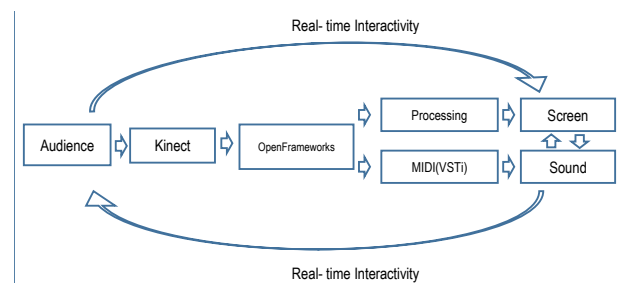 Real- time Interactivity
Processing
Screen
Audience
Kinect
OpenFrameworks
MIDI(VSTi)
Sound
Real- time Interactivity